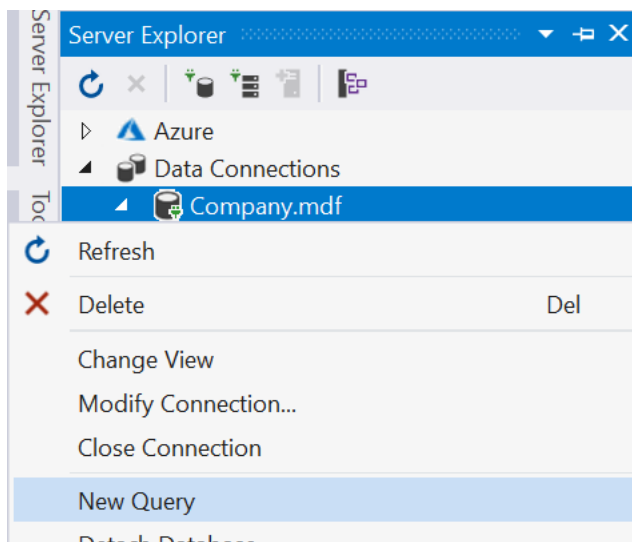 Server Explorer
Server Explorer
Azure
Data Connections
Company.mdf
Refresh
Delete Del
Change View
Modify Connection...
Close Connection
New Query